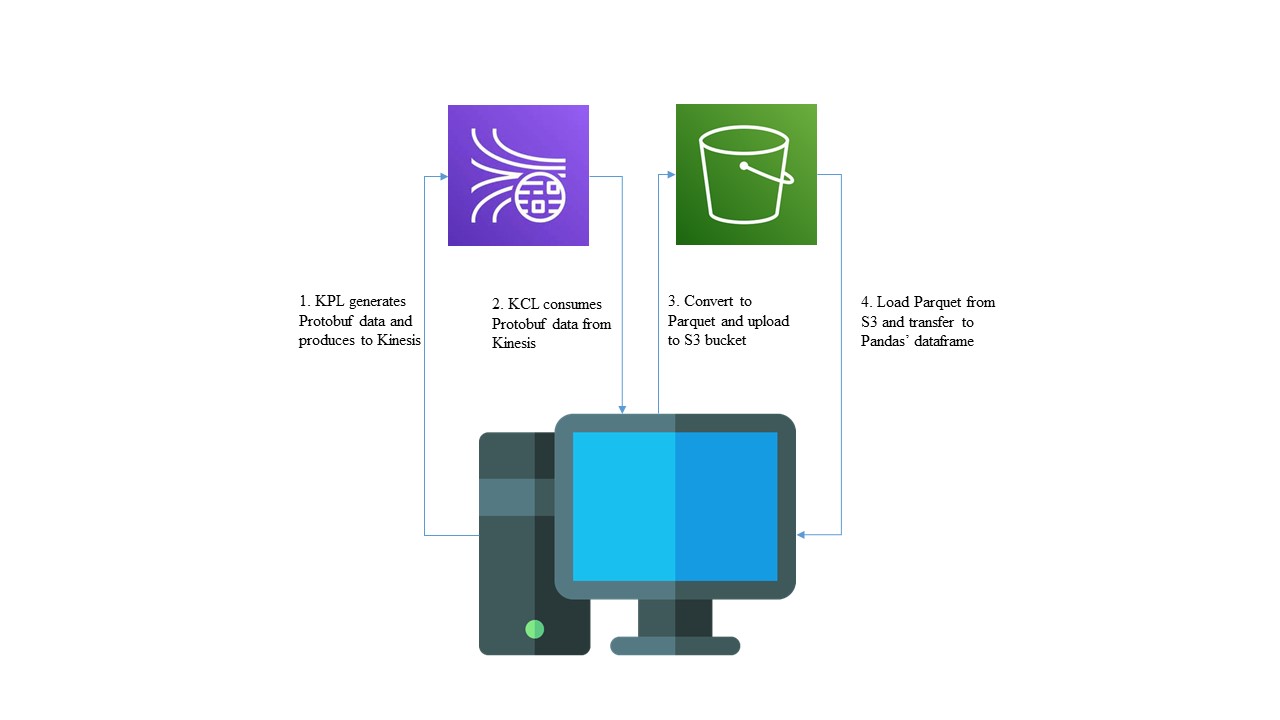 1. KPL generates
Protobuf data and
produces to Kinesis
2. KCL consumes
Protobuf data from
Kinesis
3. Convert to
Parquet and upload
to S3 bucket
4. Load Parquet from
S3 and transfer to
Pandas’ dataframe